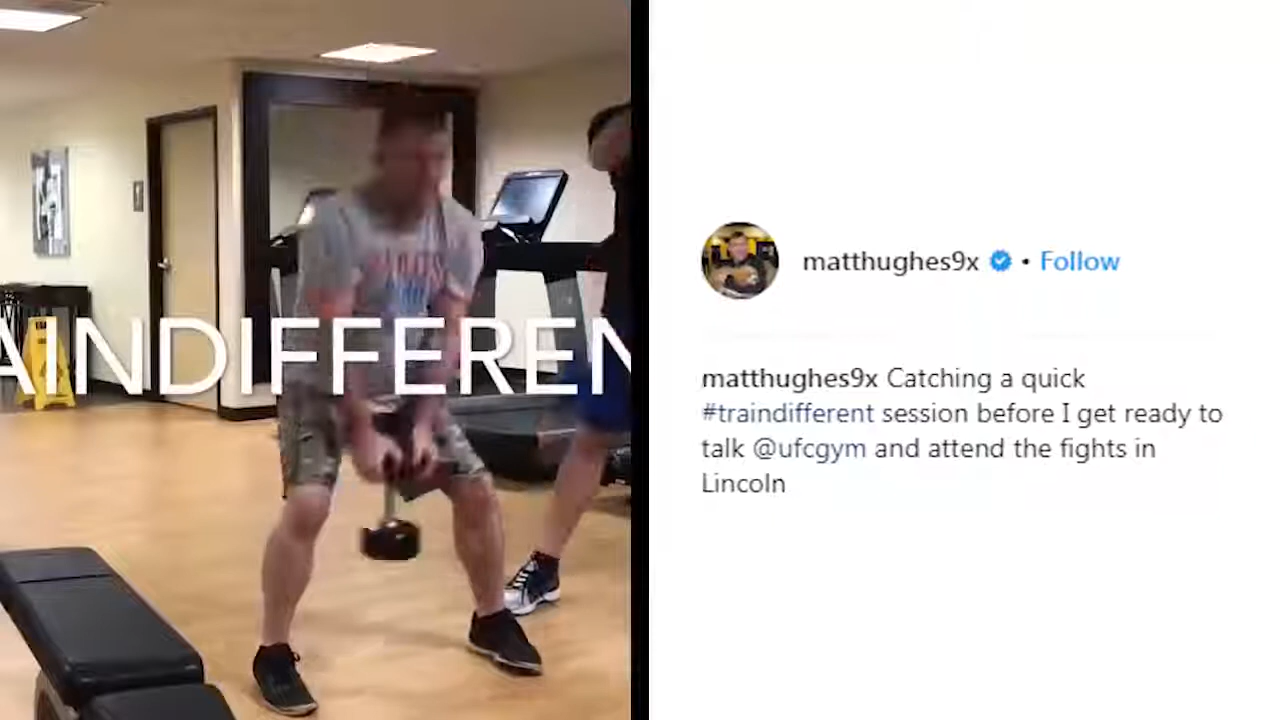 AINDIFFEREN
matthughes9x • Follow
matthughes9x Catching a quick
#traindifferent session before I get ready to
talk @ufcgym and attend the fights in
Lincoln